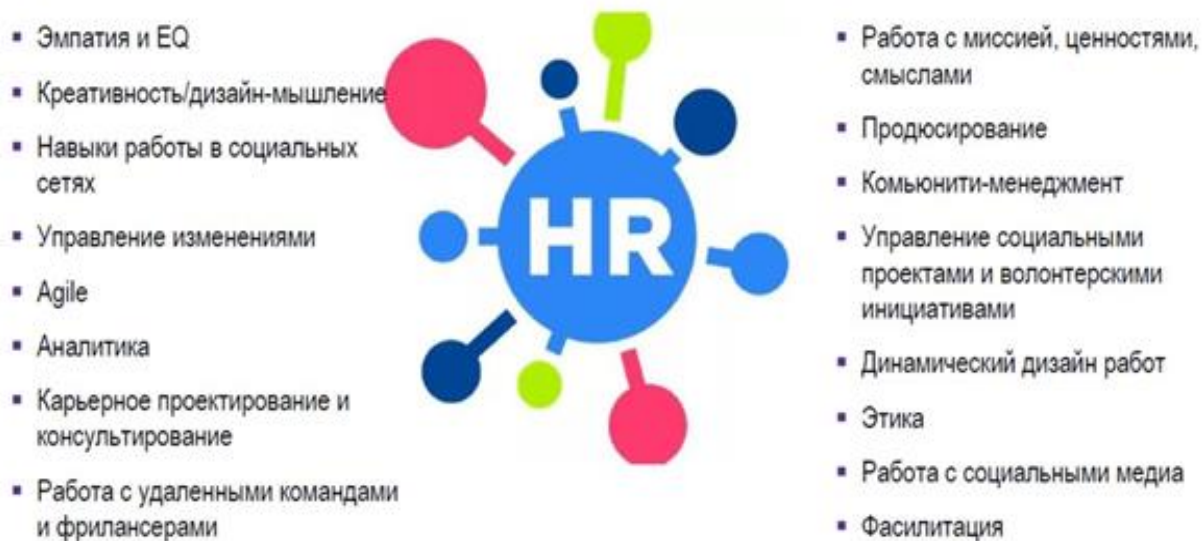 ▪ Эмпатия и EQ
▪ Креативность/дизайн-мышление
▪ Навыки работы в социальных
сетях
▪ Управление изменениями
▪ Agile
▪ Аналитика
▪ Карьерное проектирование и
консультирование
▪ Работа с удаленными командами
и фрилансерами
HR
▪ Работа с миссией, ценностями,
смыслами
▪ Продюсирование
▪ Комьюнити-менеджмент
▪ Управление социальными
проектами и волонтерскими
инициативами
▪ Динамический дизайн работ
▪ Этика
▪ Работа с социальными медиа
▪ Фасилитация